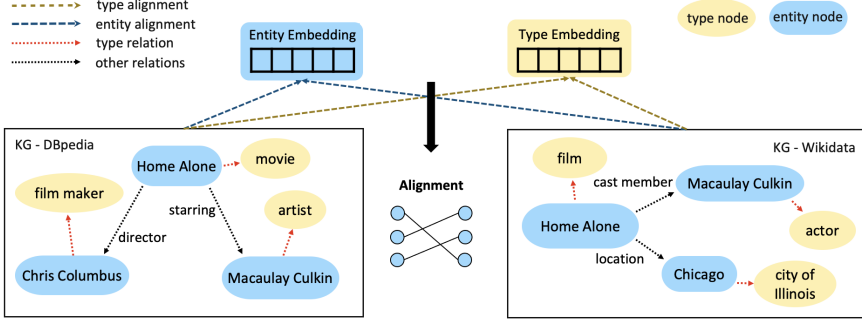 type alignment
entity alignment
type relation
other relations
Entity Embedding
Type Embedding
type node
entity node
KG - DBpedia
Home Alone
movie
film maker
starring
artist
director
Chris Columbus
Macaulay Culkin
Alignment
KG - Wikidata
film
cast member
Macaulay Culkin
Home Alone
actor
location
Chicago
city of
Illinois